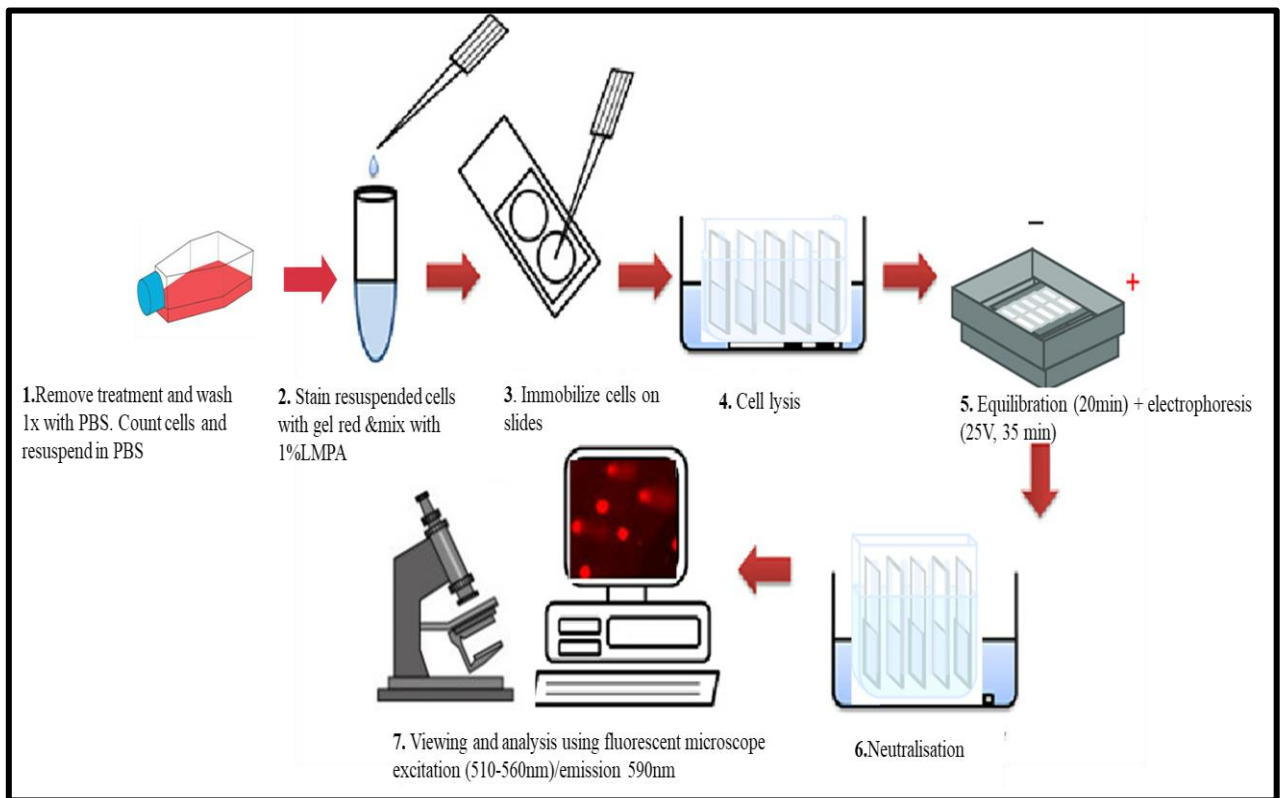 1.Remove treatment and wash
1x with PBS. Count cells and
resuspend in PBS
2. Stain resuspended cells
with gel red &mix with
1%LMPA
3. Immobilize cells on
slides
4. Cell lysis
−
+
5. Equilibration (20min) + electrophoresis
(25V, 35 min)
6.Neutralisation
7. Viewing and analysis using fluorescent microscope
excitation (510-560nm)/emission 590nm